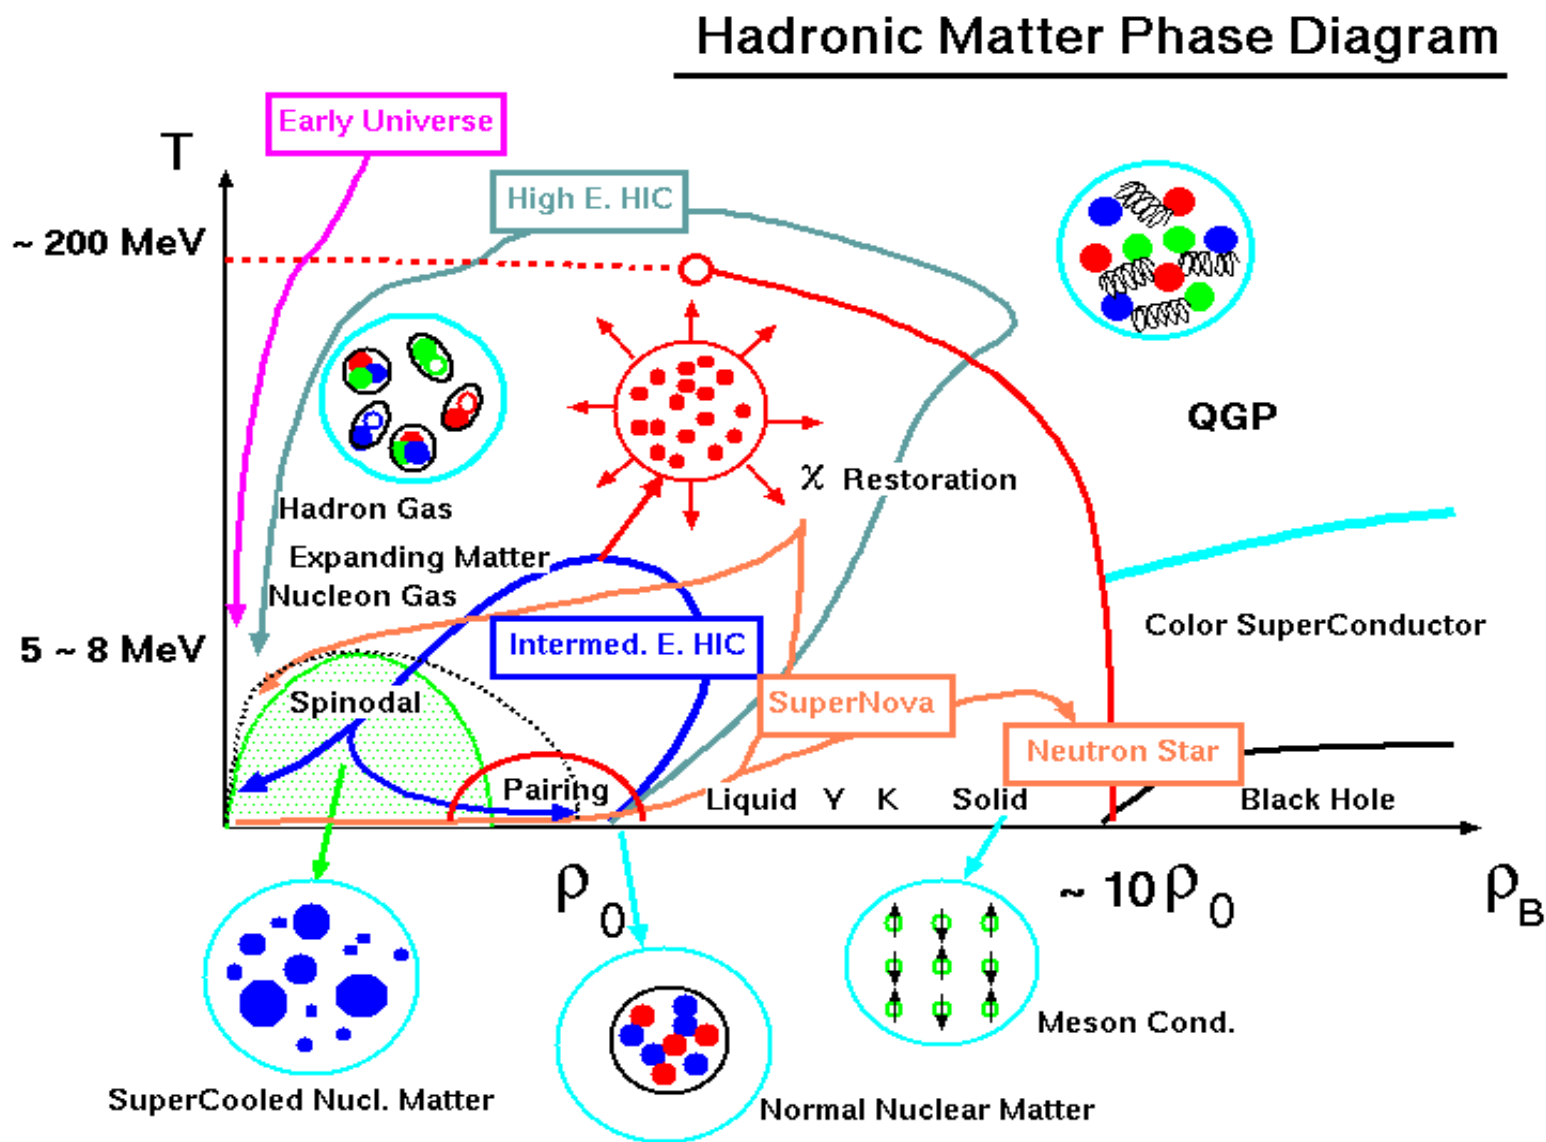 Hadronic Matter Phase Diagram
Early Universe
T
High E. HIC
~ 200 MeV
QGP
χ Restoration
Hadron Gas
Expanding Matter
Nucleon Gas
5 ~ 8 MeV
Intermed. E. HIC
Color SuperConductor
Spinodal
SuperNova
Neutron Star
Pairing
Liquid Y K Solid
Black Hole
ρ0
~ 10 ρ0
ρB
Meson Cond.
SuperCooled Nucl. Matter
Normal Nuclear Matter